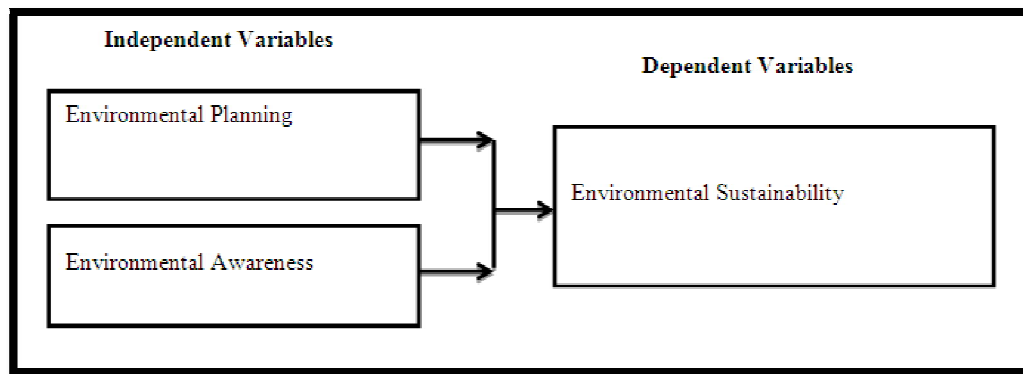 Independent Variables
Dependent Variables
Environmental Planning
Environmental Sustainability
Environmental Awareness